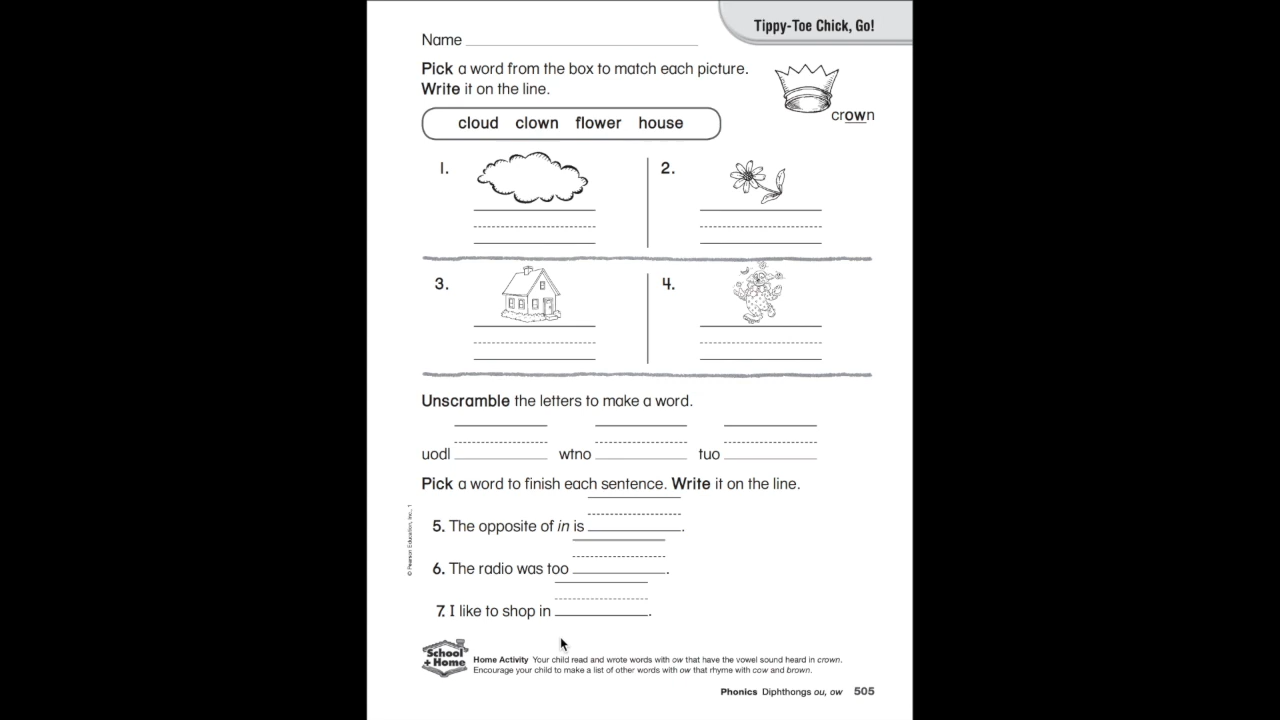 Tippy-Toe Chick, Go!
Name
Pick a word from the box to match each picture.
Write it on the line.
crown
cloud clown flower house
1.
2.
3.
4.
Unscramble the letters to make a word.
uodl wtno tuo
Pick a word to finish each sentence. Write it on the line.
5. The opposite of in is .
6. The radio was too .
7. I like to shop in .
© Pearson Education, Inc., 1
School + Home
Home Activity Your child read and wrote words with ow that have the vowel sound heard in crown.
Encourage your child to make a list of other words with ow that rhyme with cow and brown.
Phonics Diphthongs ou, ow 505